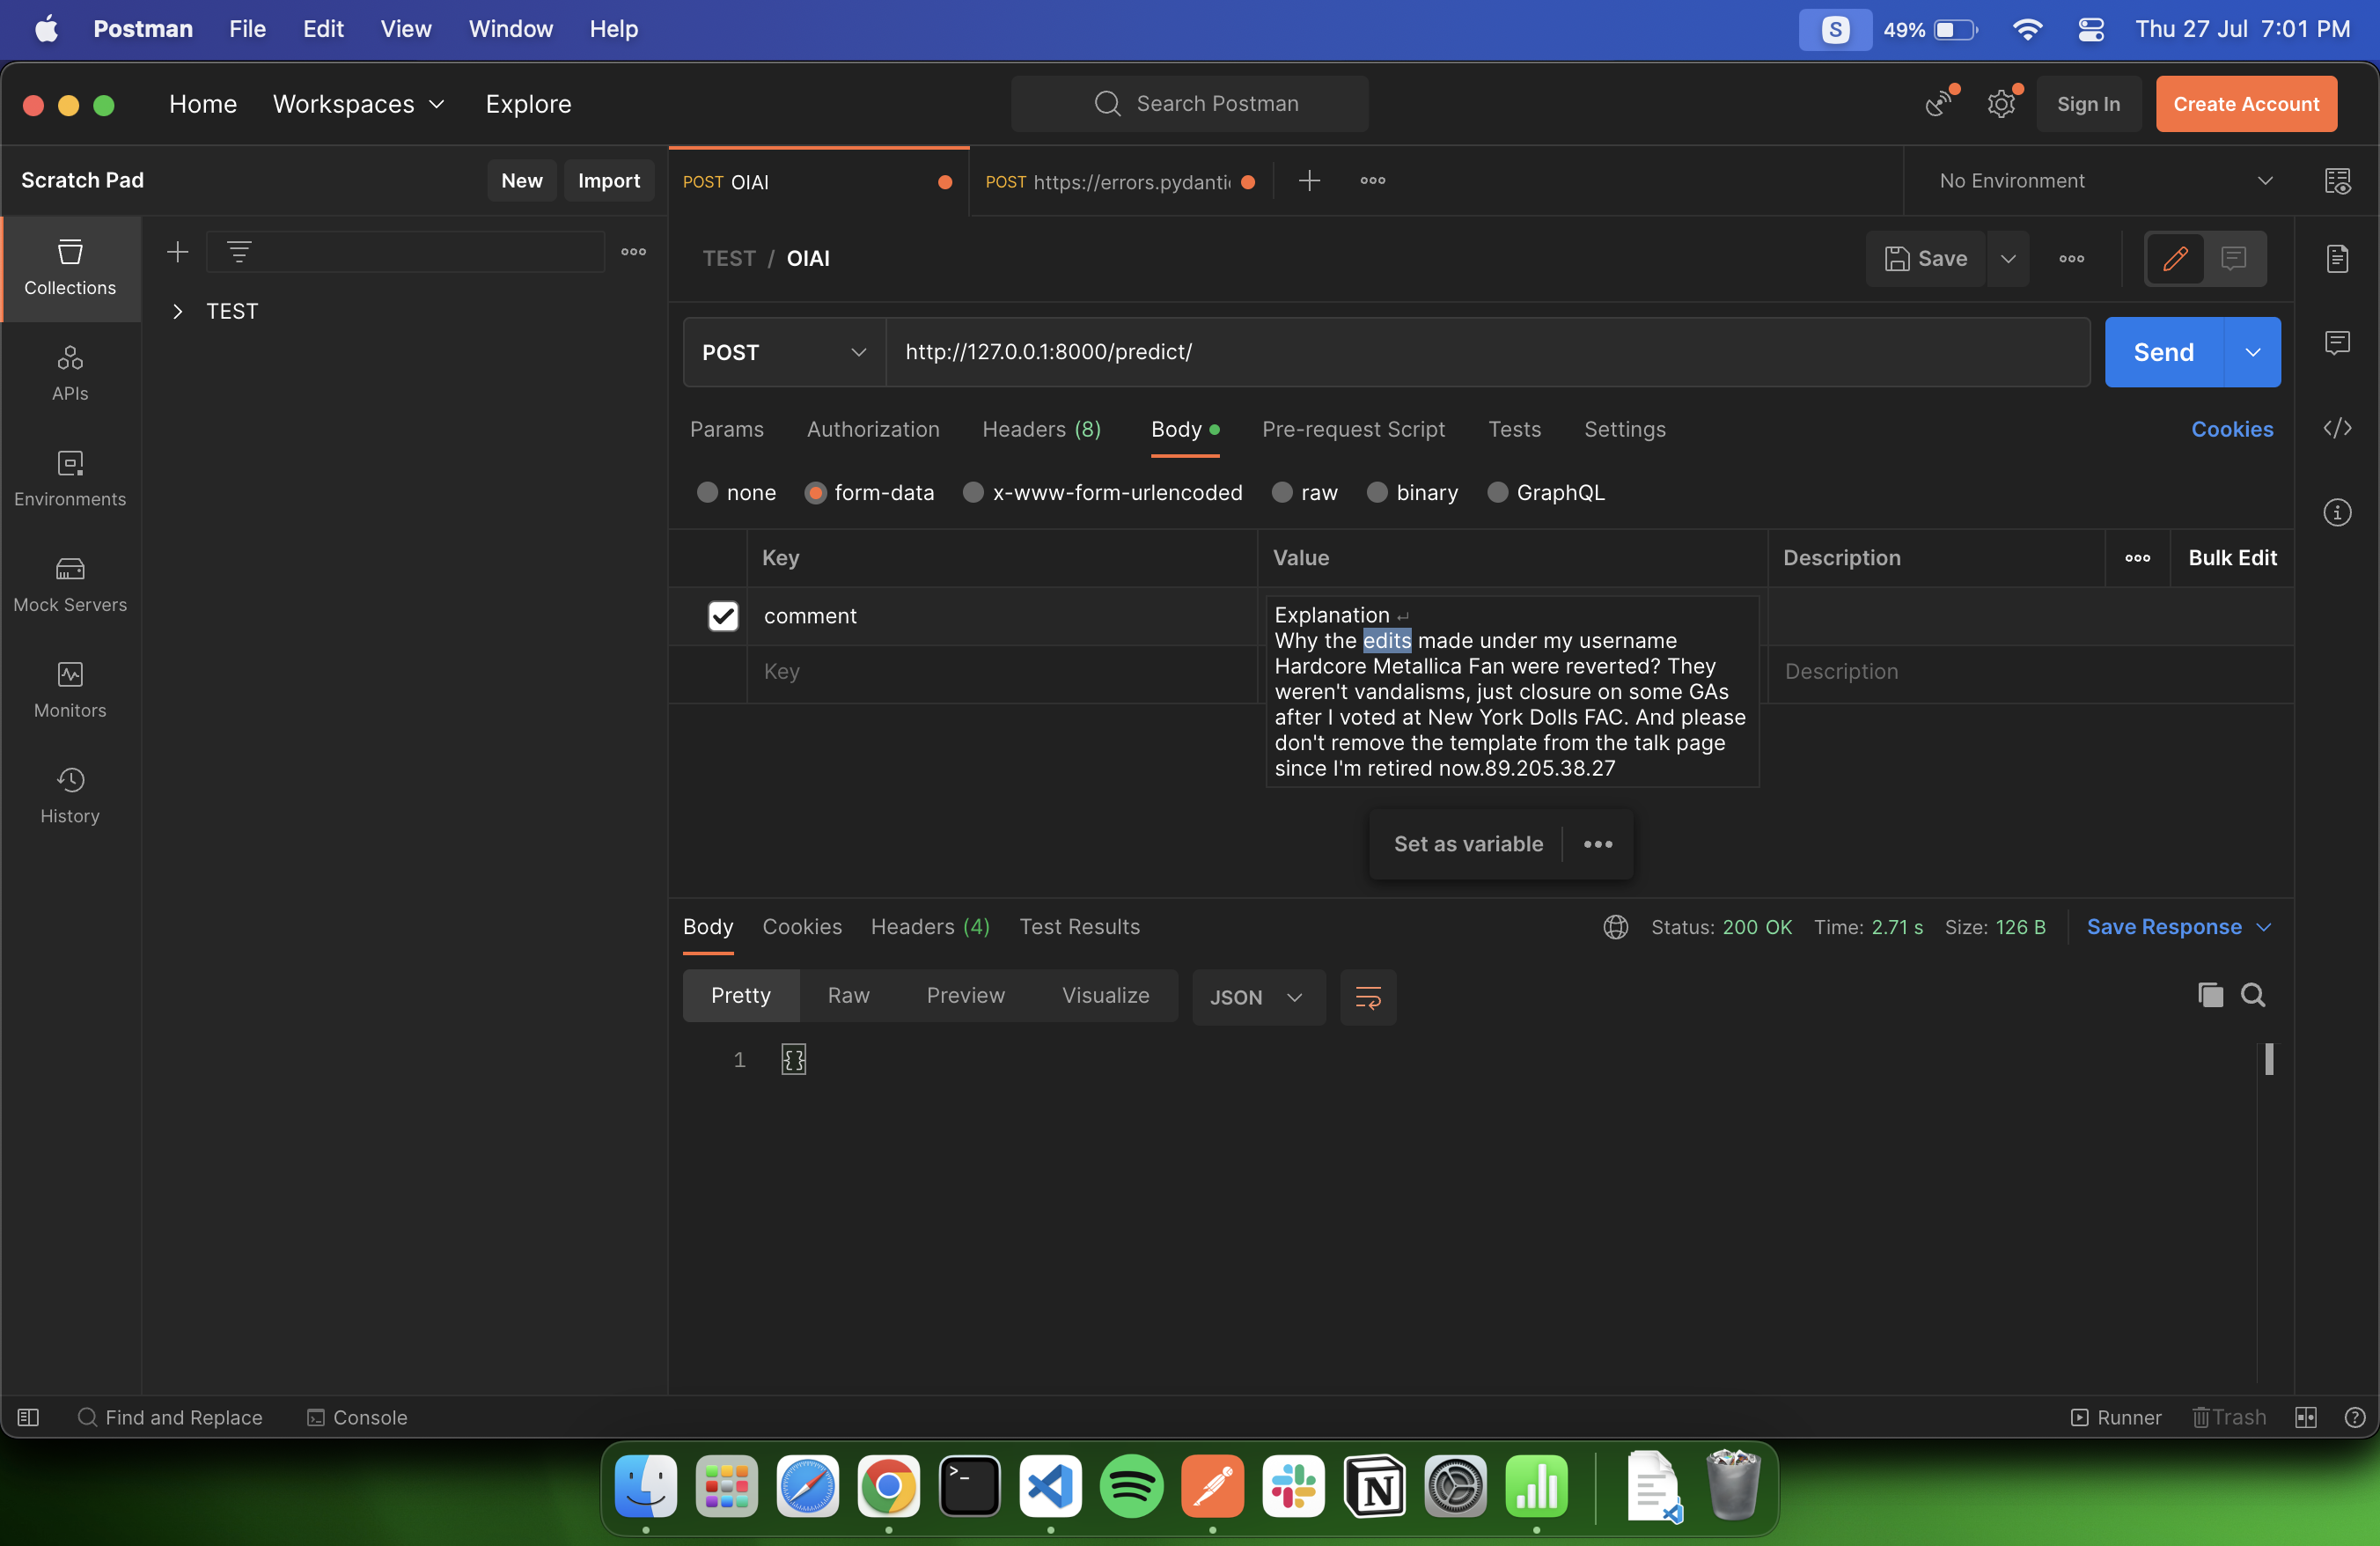 Postman File Edit View Window Help
S 49% Thu 27 Jul 7:01 PM
Home Workspaces Explore
Search Postman
Sign In Create Account
Scratch Pad New Import
POST OIAI
POST https://errors.pydanti
No Environment
Collections
TEST
APIs
Environments
Mock Servers
Monitors
History
TEST / OIAI
Save
POST http://127.0.0.1:8000/predict/ Send
Params Authorization Headers (8) Body Pre-request Script Tests Settings Cookies
none form-data x-www-form-urlencoded raw binary GraphQL
Key Value Description Bulk Edit
comment
Explanation ↵
Why the edits made under my username
Hardcore Metallica Fan were reverted? They
weren't vandalisms, just closure on some GAs
after I voted at New York Dolls FAC. And please
don't remove the template from the talk page
since I'm retired now.89.205.38.27
Key Description
Set as variable
Body Cookies Headers (4) Test Results
Status: 200 OK Time: 2.71 s Size: 126 B Save Response
Pretty Raw Preview Visualize JSON
1 {}
Find and Replace Console
Runner Trash